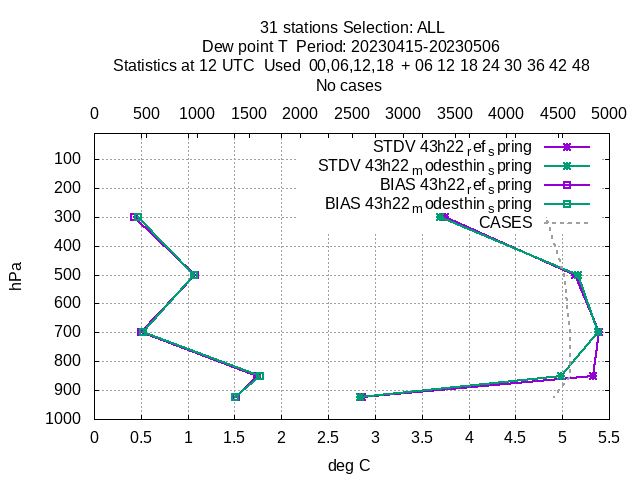 31 stations Selection: ALL
Dew point T  Period: 20230415-20230506
Statistics at 12 UTC  Used  00,06,12,18  + 06 12 18 24 30 36 42 48
No cases
0 500 1000 1500 2000 2500 3000 3500 4000 4500 5000
STDV 43h22_ref_spring
STDV 43h22_modesthin_spring
BIAS 43h22_ref_spring
BIAS 43h22_modesthin_spring
CASES
100
200
300
400
500
600
700
800
900
1000
hPa
0 0.5 1 1.5 2 2.5 3 3.5 4 4.5 5 5.5
deg C